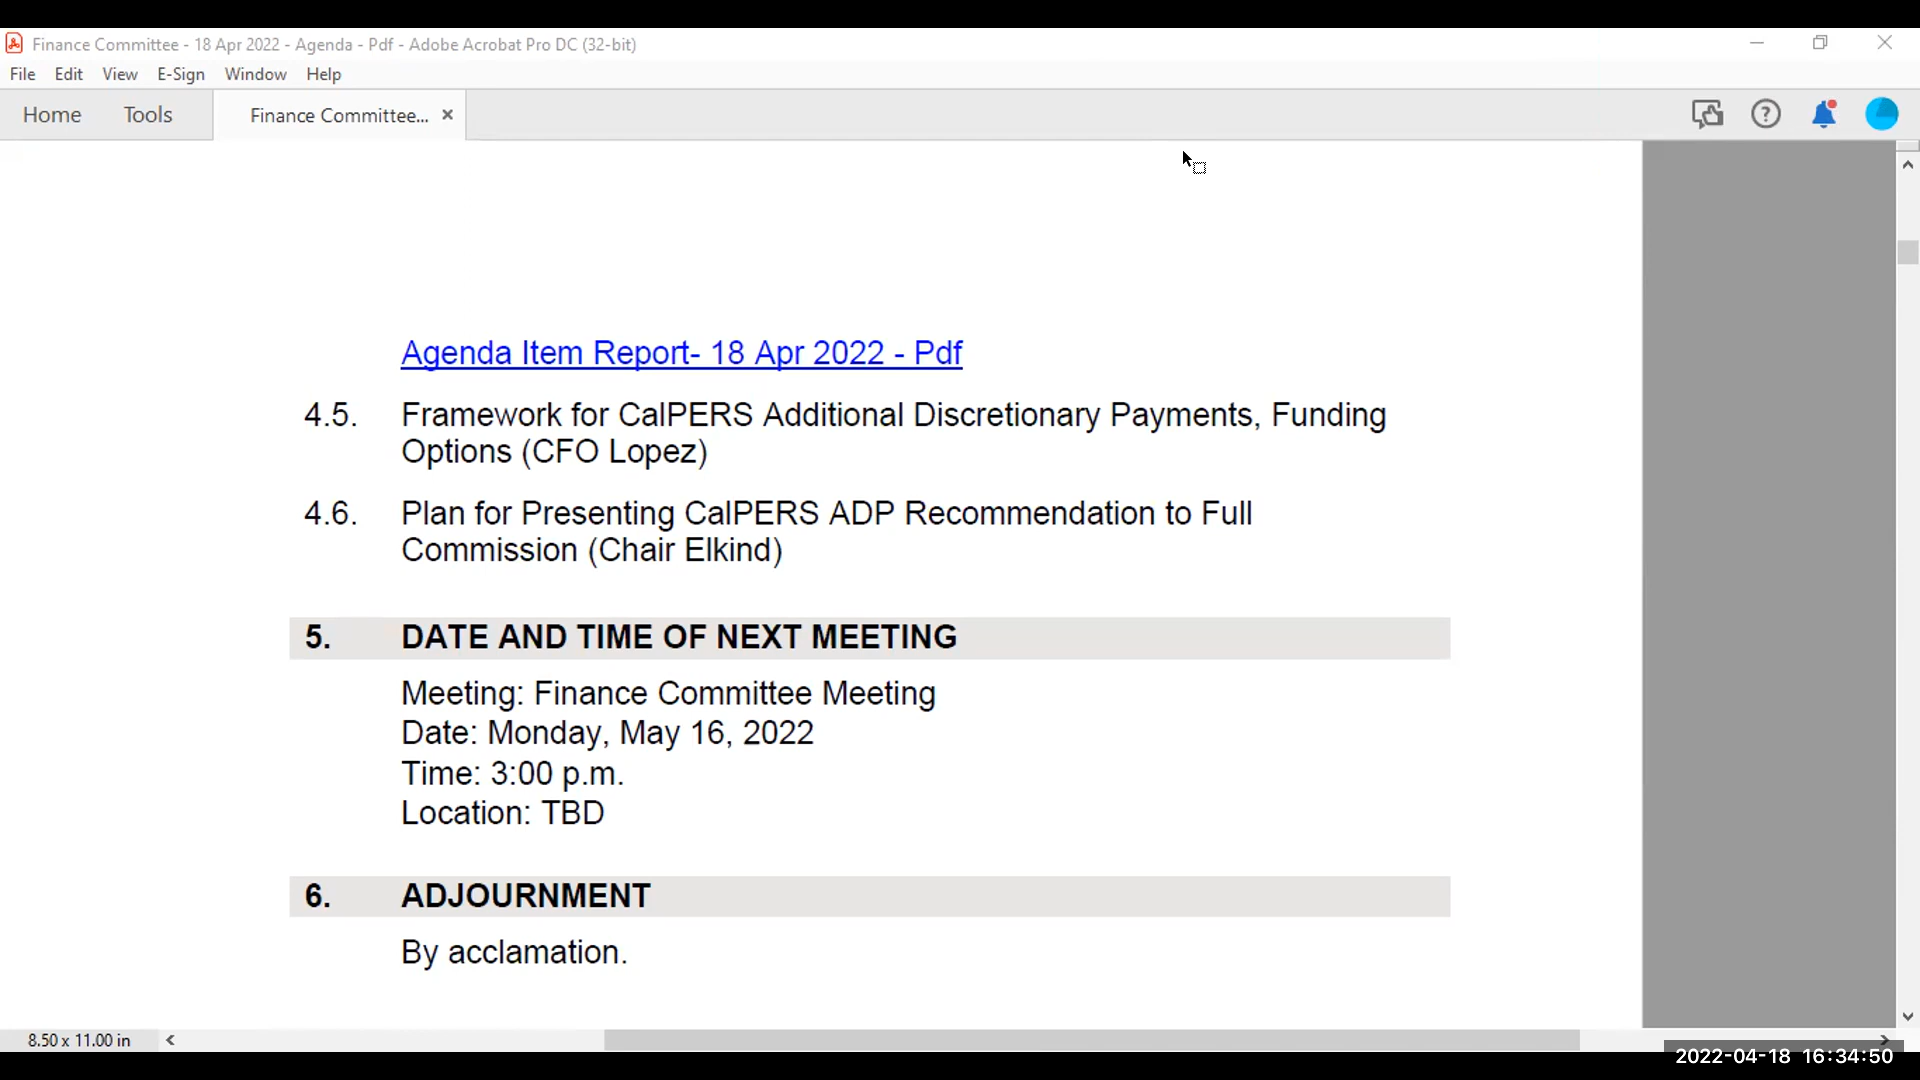 Finance Committee - 18 Apr 2022 - Agenda - Pdf - Adobe Acrobat Pro DC (32-bit)
File Edit View E-Sign Window Help
Home Tools Finance Committee... ×
Agenda Item Report- 18 Apr 2022 - Pdf
4.5. Framework for CalPERS Additional Discretionary Payments, Funding
Options (CFO Lopez)
4.6. Plan for Presenting CalPERS ADP Recommendation to Full
Commission (Chair Elkind)
5. DATE AND TIME OF NEXT MEETING
Meeting: Finance Committee Meeting
Date: Monday, May 16, 2022
Time: 3:00 p.m.
Location: TBD
6. ADJOURNMENT
By acclamation.
8.50 x 11.00 in
2022-04-18 16:34:50